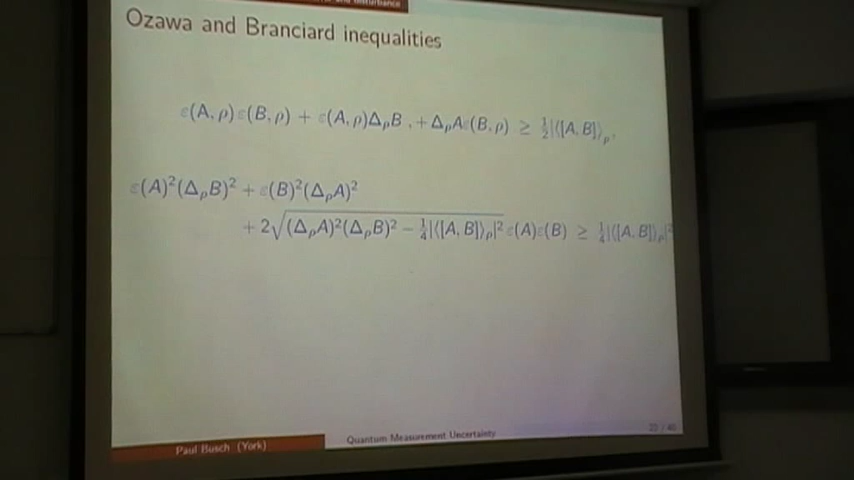 Disturbance
Ozawa and Branciard inequalities
ε(A, ρ)ε(B, ρ) + ε(A, ρ)Δ_ρB , + Δ_ρAε(B, ρ) ≥ ½|⟨[A, B]⟩_ρ,
ε(A)²(Δ_ρB)² + ε(B)²(Δ_ρA)²
+ 2√((Δ_ρA)²(Δ_ρB)² − ¼|⟨[A, B]⟩_ρ|²) ε(A)ε(B) ≥ ¼|⟨[A, B]⟩_ρ|²
Paul Busch (York)
Quantum Measurement Uncertainty